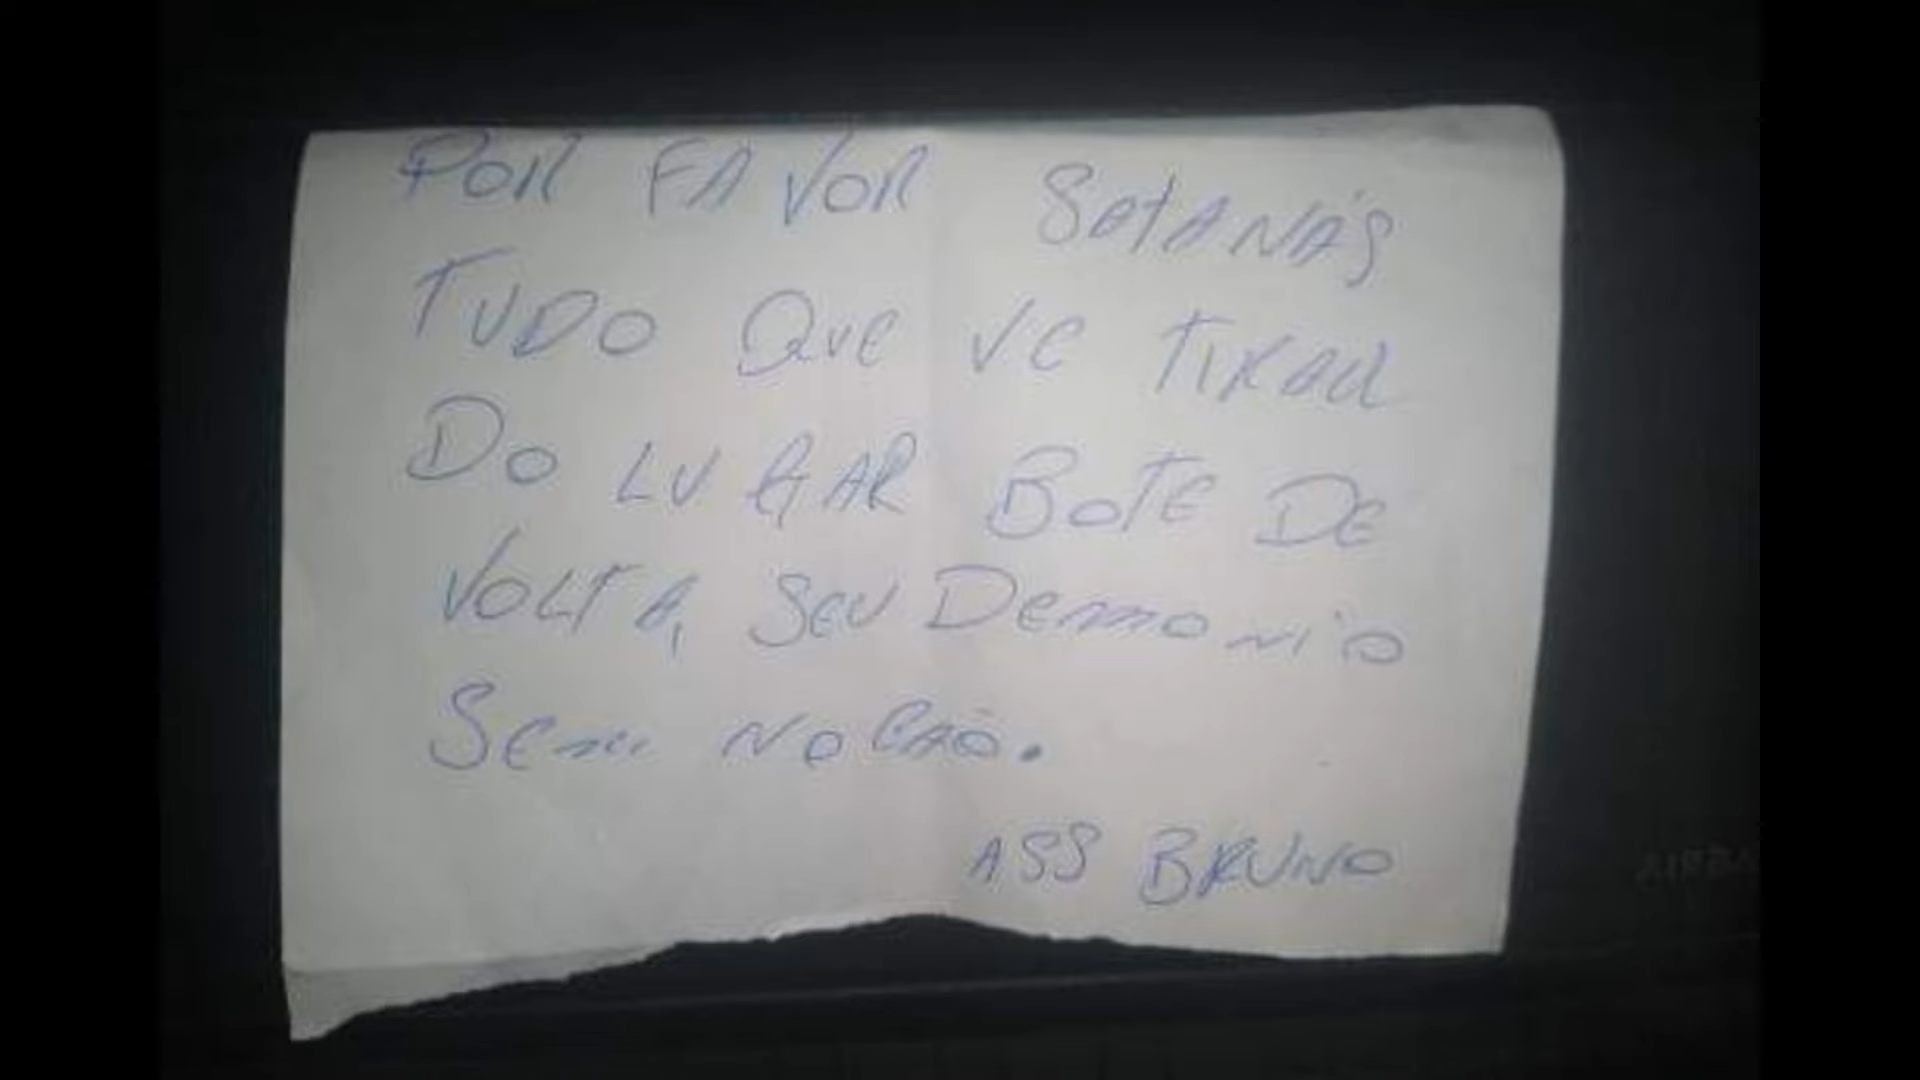 POR FAVOR SATANÁS
TUDO QUE VC TIRAR
DO LUGAR BOTE DE
VOLTA, SEU DEMONIO
SEM NOÇÃO.
ASS BRUNO